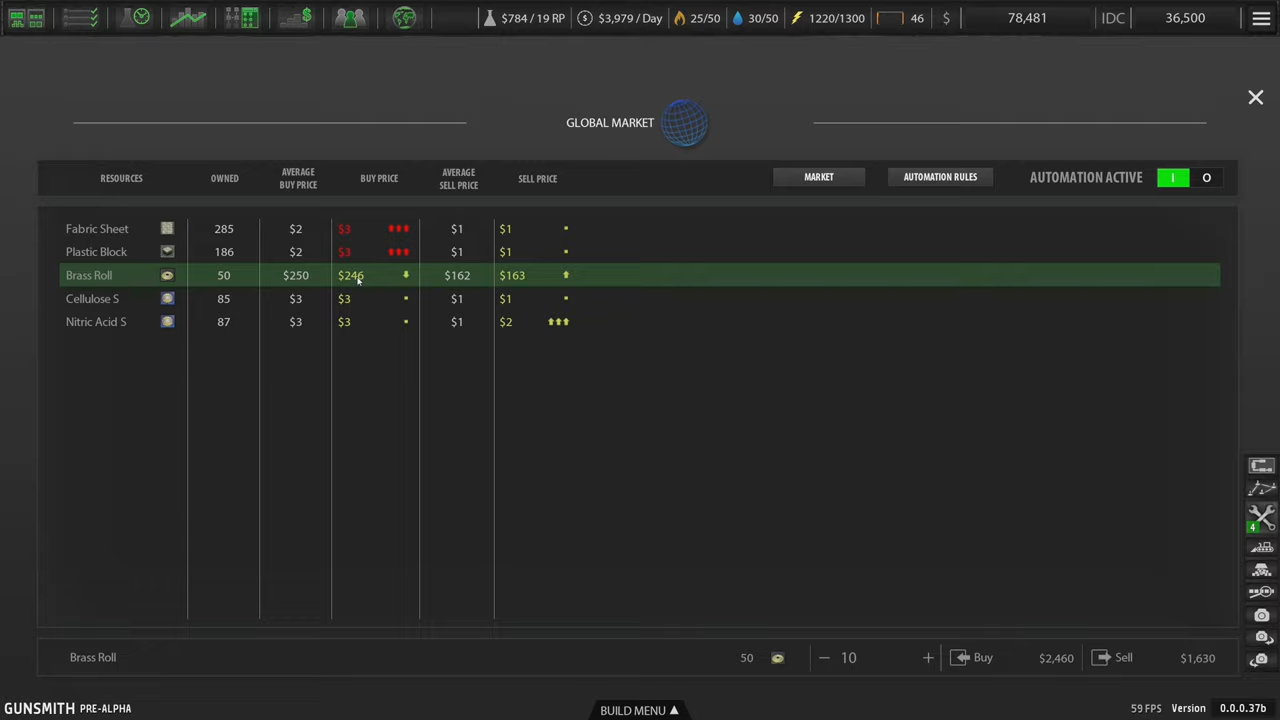 $784 / 19 RP $3,979 / Day 25/50 30/50 1220/1300 46 $ 78,481 IDC 36,500
GLOBAL MARKET
RESOURCES OWNED AVERAGE BUY PRICE BUY PRICE AVERAGE SELL PRICE SELL PRICE MARKET AUTOMATION RULES AUTOMATION ACTIVE I O
Fabric Sheet 285 $2 $3 $1 $1
Plastic Block 186 $2 $3 $1 $1
Brass Roll 50 $250 $246 $162 $163
Cellulose S 85 $3 $3 $1 $1
Nitric Acid S 87 $3 $3 $1 $2
4
Brass Roll 50 − 10 + Buy $2,460 Sell $1,630
GUNSMITH PRE-ALPHA BUILD MENU 59 FPS Version 0.0.0.37b